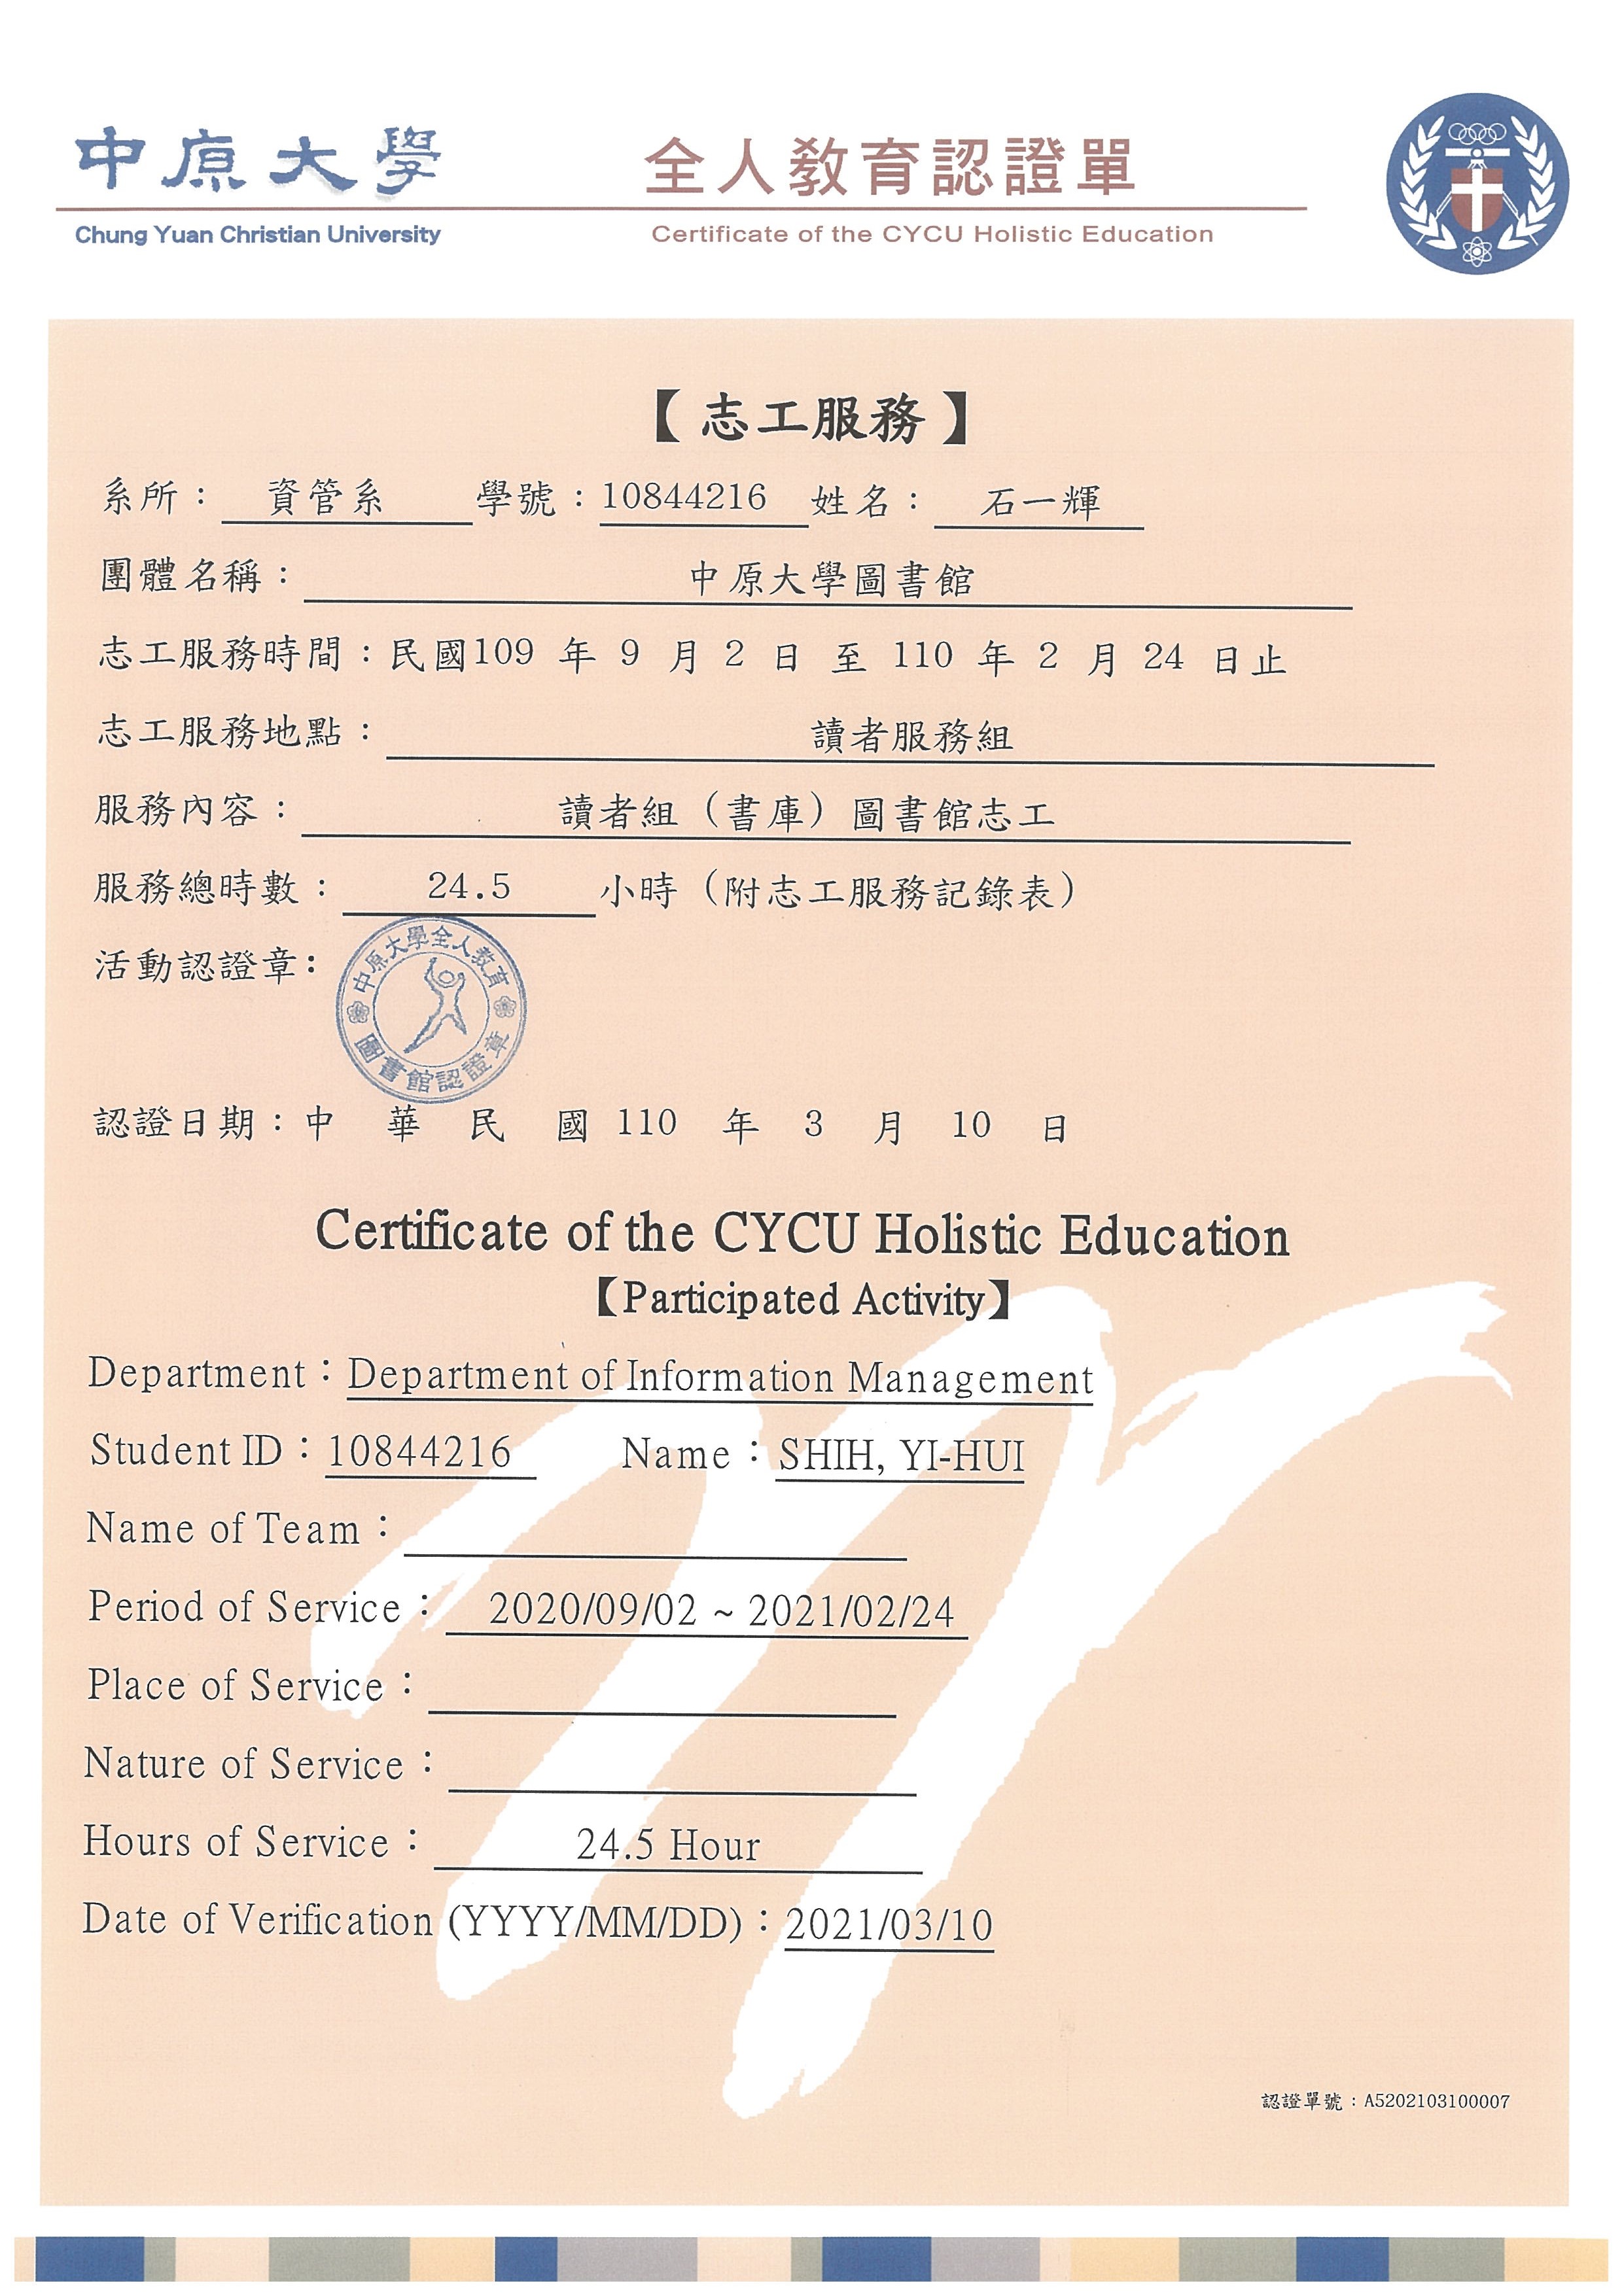 中原大學 全人教育認證單
Chung Yuan Christian University Certificate of the CYCU Holistic Education
【志工服務】
系所：資管系 學號：10844216 姓名：石一輝
團體名稱：中原大學圖書館
志工服務時間：民國109 年 9 月 2 日 至 110 年 2 月 24 日止
志工服務地點：讀者服務組
服務內容：讀者組（書庫）圖書館志工
服務總時數：24.5 小時（附志工服務記錄表）
活動認證章：
中原大學全人教育
圖書館認證章
認證日期：中 華 民 國 110 年 3 月 10 日
Certificate of the CYCU Holistic Education
【Participated Activity】
Department：Department of Information Management
Student ID：10844216 Name：SHIH, YI-HUI
Name of Team：
Period of Service：2020/09/02 ~ 2021/02/24
Place of Service：
Nature of Service：
Hours of Service：24.5 Hour
Date of Verification (YYYY/MM/DD)：2021/03/10
認證單號：A5202103100007